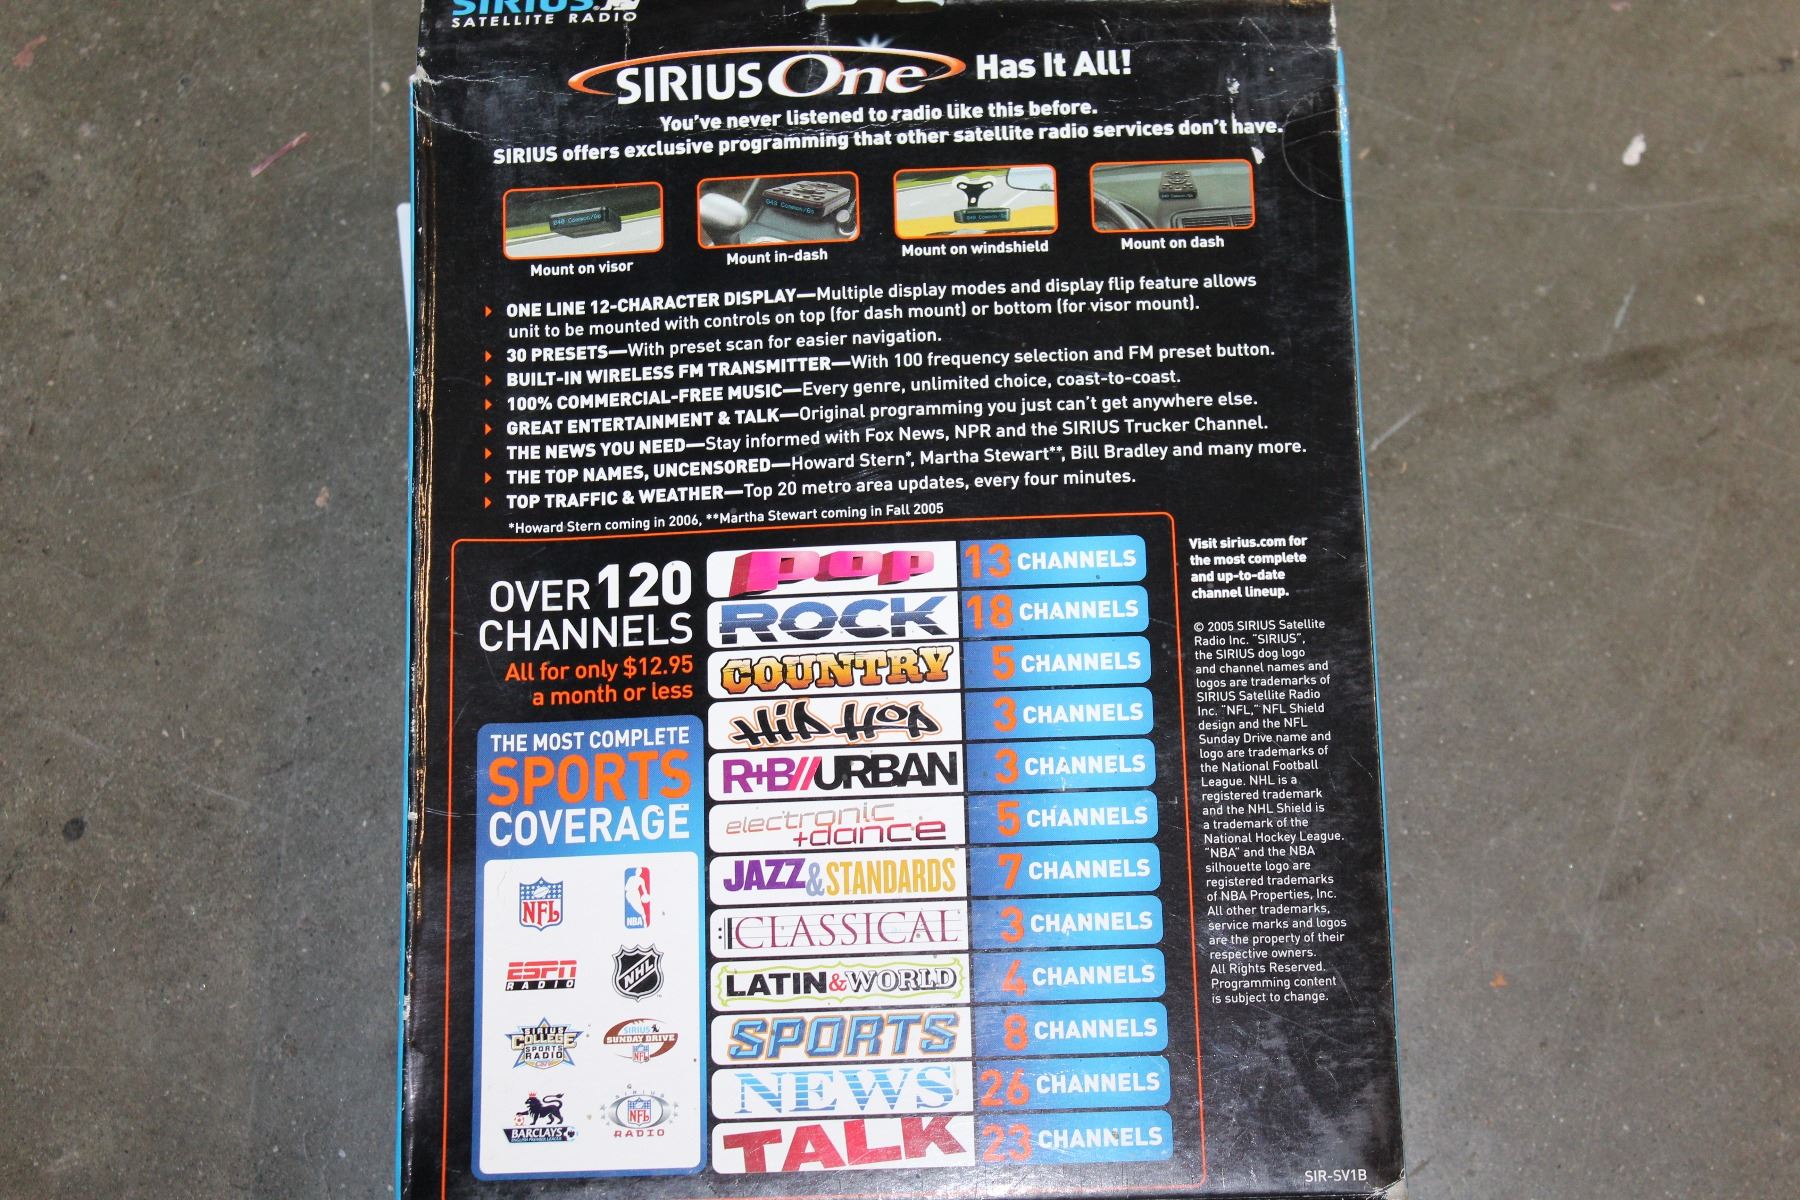 SIRIUS
SATELLITE RADIO
SIRIUS One Has It All!
You've never listened to radio like this before.
SIRIUS offers exclusive programming that other satellite radio services don't have.
Mount on visor
Mount in-dash
Mount on windshield
Mount on dash
ONE LINE 12-CHARACTER DISPLAY—Multiple display modes and display flip feature allows
unit to be mounted with controls on top (for dash mount) or bottom (for visor mount).
30 PRESETS—With preset scan for easier navigation.
BUILT-IN WIRELESS FM TRANSMITTER—With 100 frequency selection and FM preset button.
100% COMMERCIAL-FREE MUSIC—Every genre, unlimited choice, coast-to-coast.
GREAT ENTERTAINMENT & TALK—Original programming you just can't get anywhere else.
THE NEWS YOU NEED—Stay informed with Fox News, NPR and the SIRIUS Trucker Channel.
THE TOP NAMES, UNCENSORED—Howard Stern*, Martha Stewart**, Bill Bradley and many more.
TOP TRAFFIC & WEATHER—Top 20 metro area updates, every four minutes.
*Howard Stern coming in 2006, **Martha Stewart coming in Fall 2005
OVER 120
CHANNELS
All for only $12.95
a month or less
THE MOST COMPLETE
SPORTS
COVERAGE
NFL
NBA
ESPN
RADIO
NHL
SIRIUS
COLLEGE
SPORTS
RADIO
SIRIUS
SUNDAY DRIVE
NFL
BARCLAYS
SIRIUS
NFL
RADIO
pop 13 CHANNELS
ROCK 18 CHANNELS
COUNTRY 5 CHANNELS
Hip Hop 3 CHANNELS
R+B//URBAN 3 CHANNELS
electronic
+dance 5 CHANNELS
JAZZ & STANDARDS 7 CHANNELS
CLASSICAL 3 CHANNELS
LATIN & WORLD 4 CHANNELS
SPORTS 8 CHANNELS
NEWS 26 CHANNELS
TALK 23 CHANNELS
Visit sirius.com for
the most complete
and up-to-date
channel lineup.
© 2005 SIRIUS Satellite
Radio Inc. "SIRIUS",
the SIRIUS dog logo
and channel names and
logos are trademarks of
SIRIUS Satellite Radio
Inc. "NFL," NFL Shield
design and the NFL
Sunday Drive name and
logo are trademarks of
the National Football
League. NHL is a
registered trademark
and the NHL Shield is
a trademark of the
National Hockey League.
"NBA" and the NBA
silhouette logo are
registered trademarks
of NBA Properties, Inc.
All other trademarks,
service marks and logos
are the property of their
respective owners.
All Rights Reserved.
Programming content
is subject to change.
SIR-SV1B